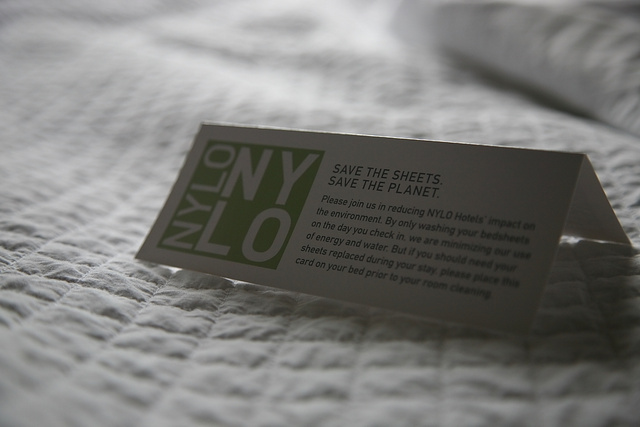 NYLO
NY
LO
SAVE THE SHEETS.
SAVE THE PLANET.
Please join us in reducing NYLO Hotels' impact on
the environment. By only washing your bedsheets
on the day you check in, we are minimizing our use
of energy and water. But if you should need your
sheets replaced during your stay, please place this
card on your bed prior to your room cleaning